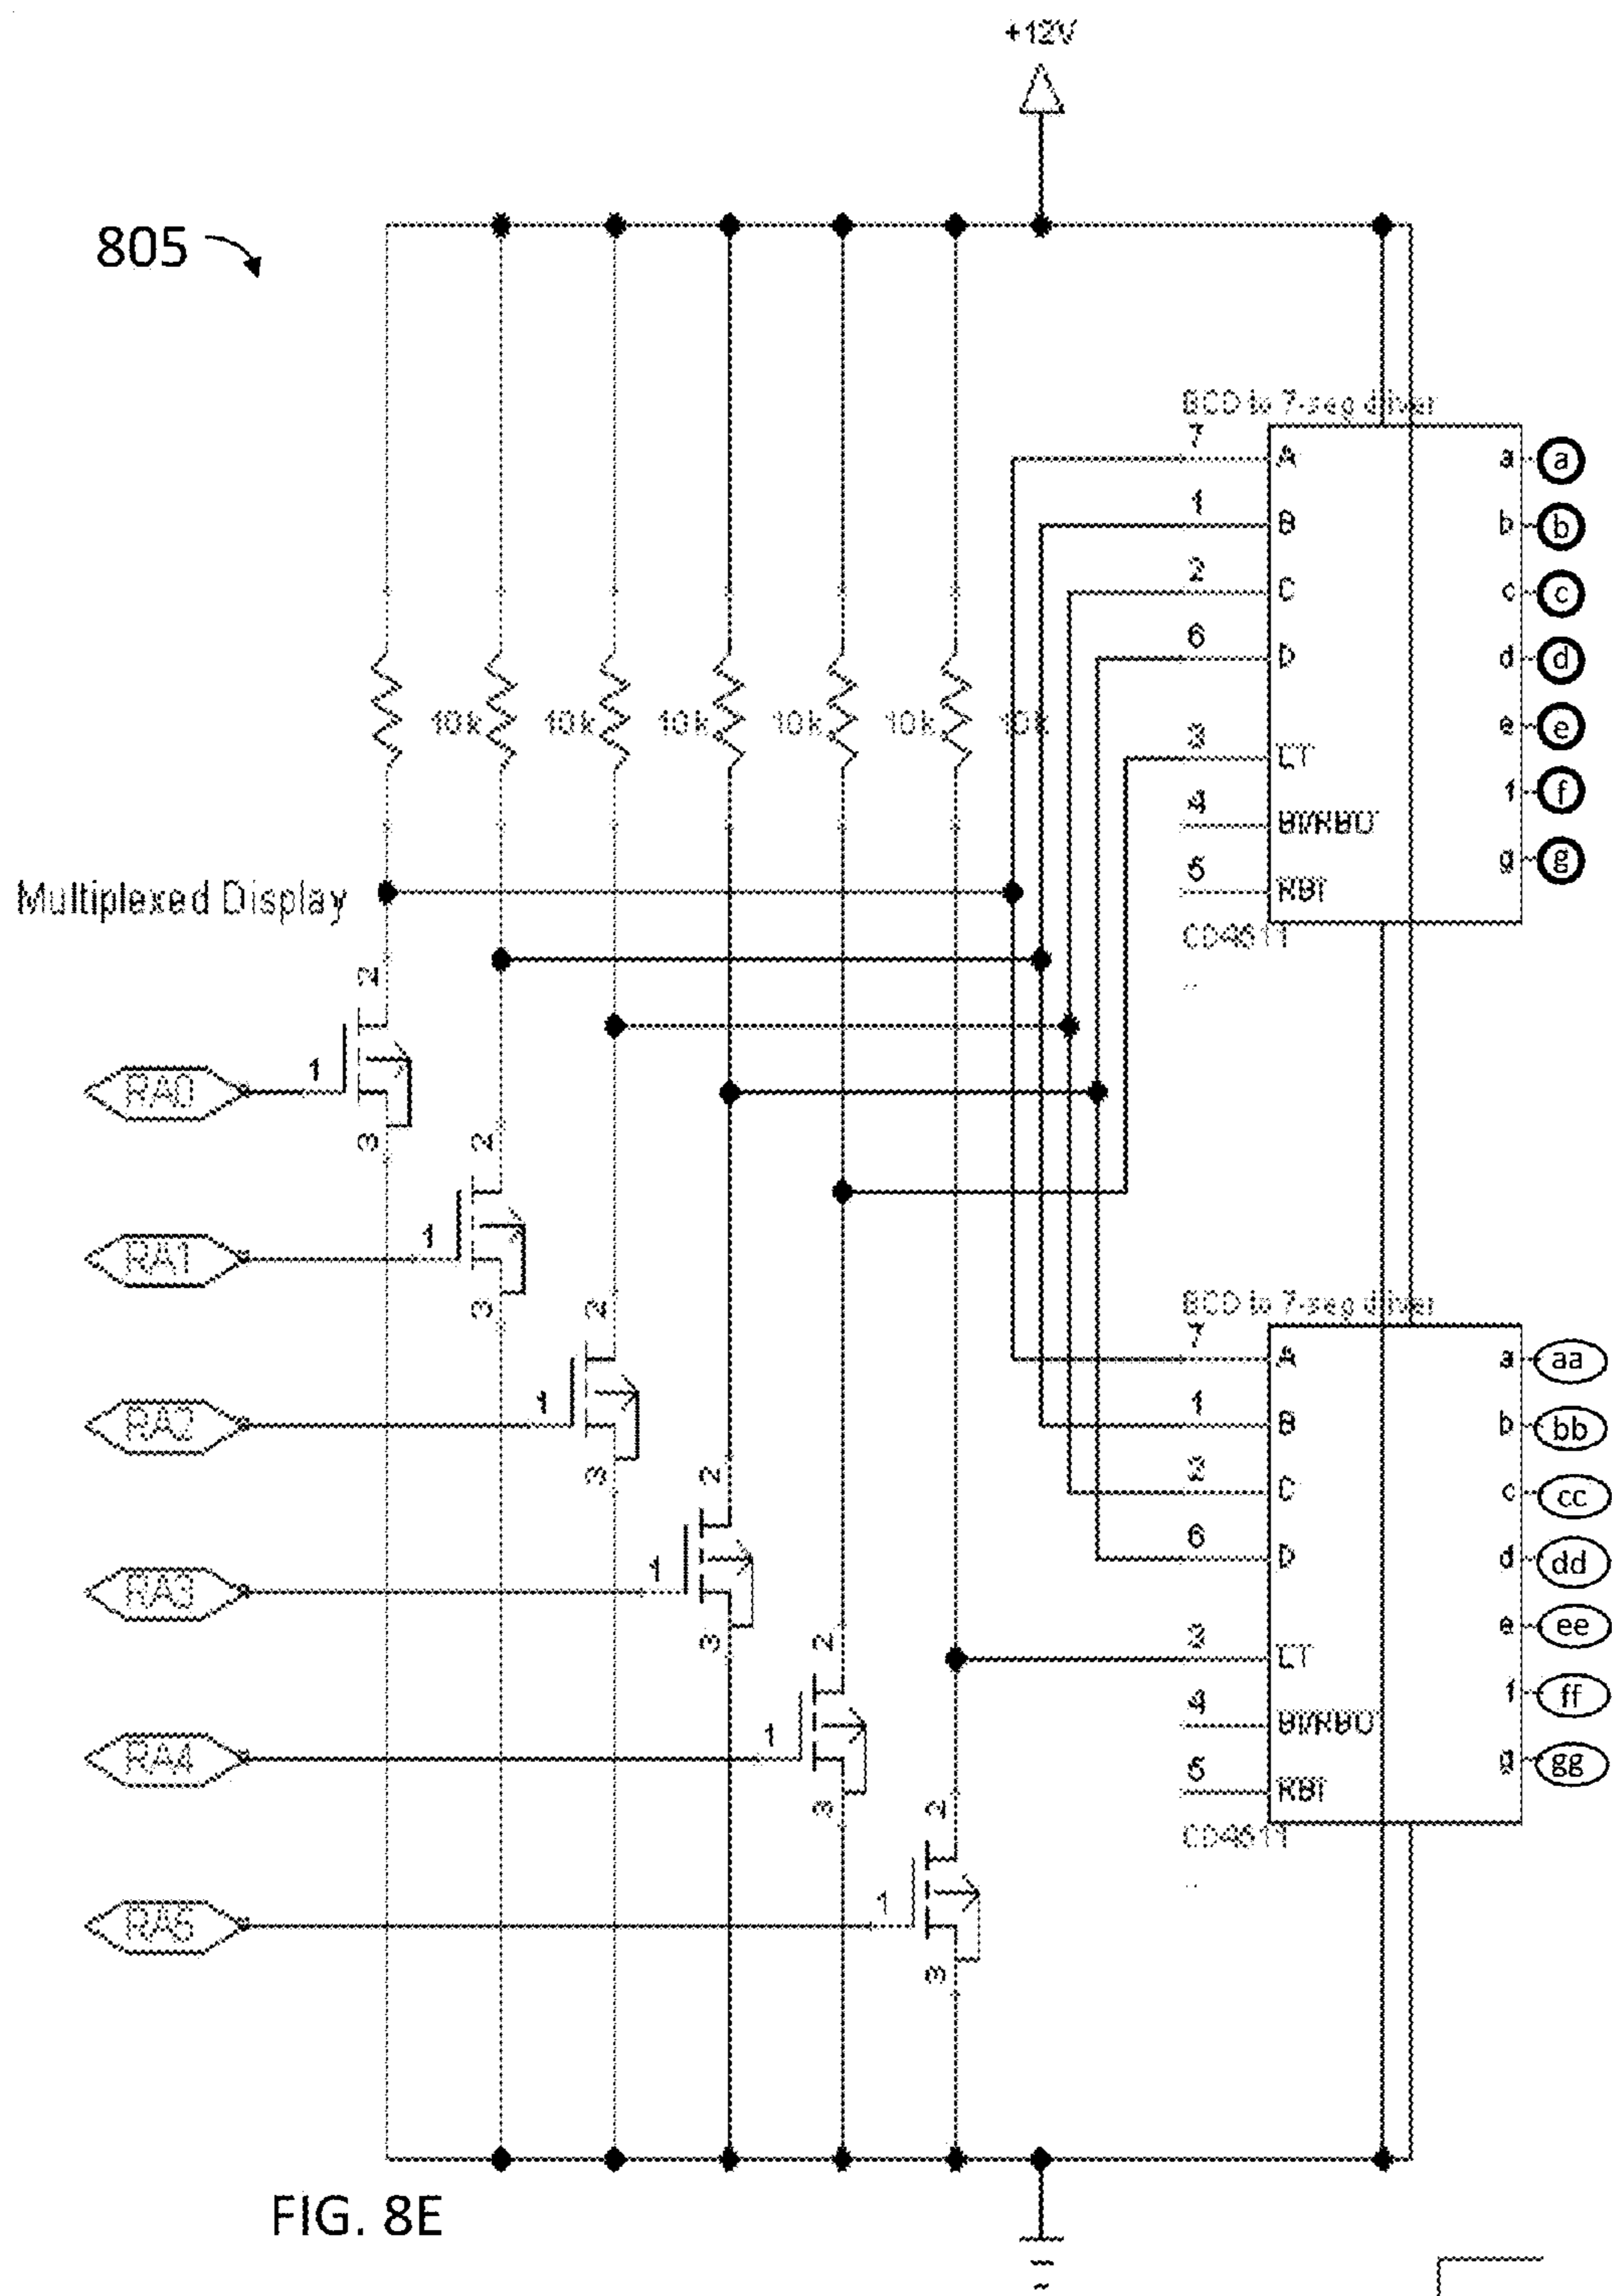 +12V
805
BCD to 7-seg driver
7 A a a
1 B b b
2 C c c
6 D d d
10k 10k 10k 10k 10k 10k
e e
3 LT
f f
4 BI/RBO
g g
5 RBI
Multiplexed Display
2
RA0 1
3
2
RA1 1
3
BCD to 7-seg driver
7 A a aa
2
RA2 1
3
1 B b bb
2 C c cc
2
RA3 1
3
6 D d dd
e ee
3 LT
2
RA4 1
3
f ff
4 BI/RBO
g gg
5 RBI
2
RA5 1
3
FIG. 8E